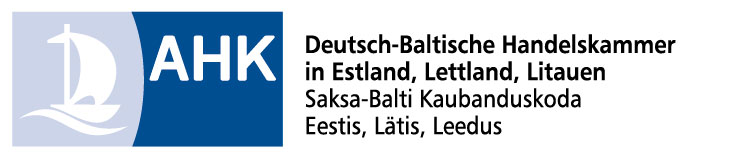 AHK
Deutsch-Baltische Handelskammer
in Estland, Lettland, Litauen
Saksa-Balti Kaubanduskoda
Eestis, Lätis, Leedus